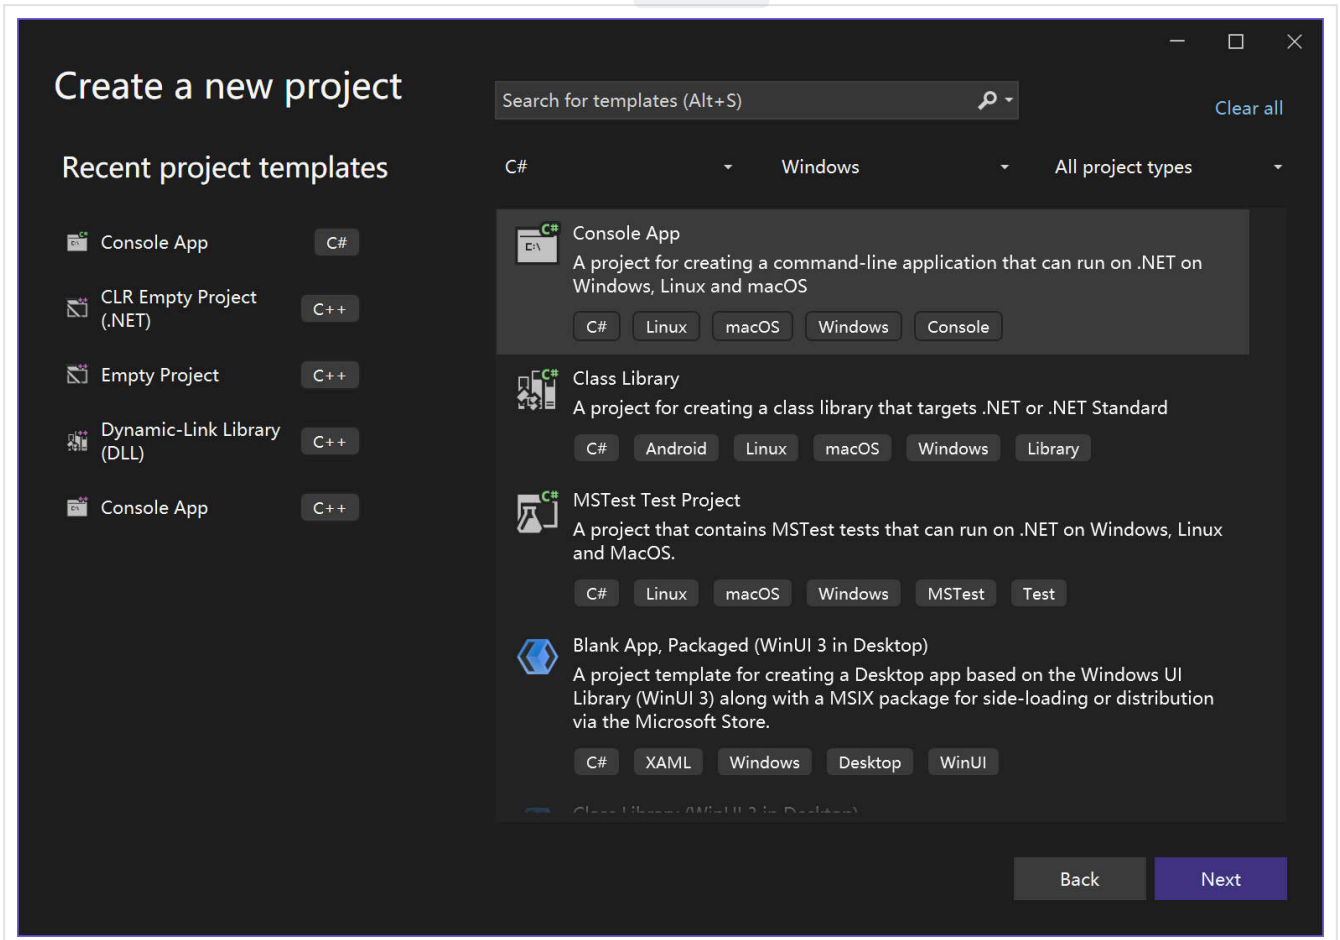 Create a new project
Search for templates (Alt+S)
Clear all
Recent project templates
C#
Windows
All project types
Console App
C#
CLR Empty Project
(.NET)
C++
Empty Project
C++
Dynamic-Link Library
(DLL)
C++
Console App
C++
C#
E:\
Console App
A project for creating a command-line application that can run on .NET on
Windows, Linux and macOS
C# Linux macOS Windows Console
C#
Class Library
A project for creating a class library that targets .NET or .NET Standard
C# Android Linux macOS Windows Library
C#
MSTest Test Project
A project that contains MSTest tests that can run on .NET on Windows, Linux
and MacOS.
C# Linux macOS Windows MSTest Test
Blank App, Packaged (WinUI 3 in Desktop)
A project template for creating a Desktop app based on the Windows UI
Library (WinUI 3) along with a MSIX package for side-loading or distribution
via the Microsoft Store.
C# XAML Windows Desktop WinUI
Class Library (WinUI 3 in Desktop)
Back
Next